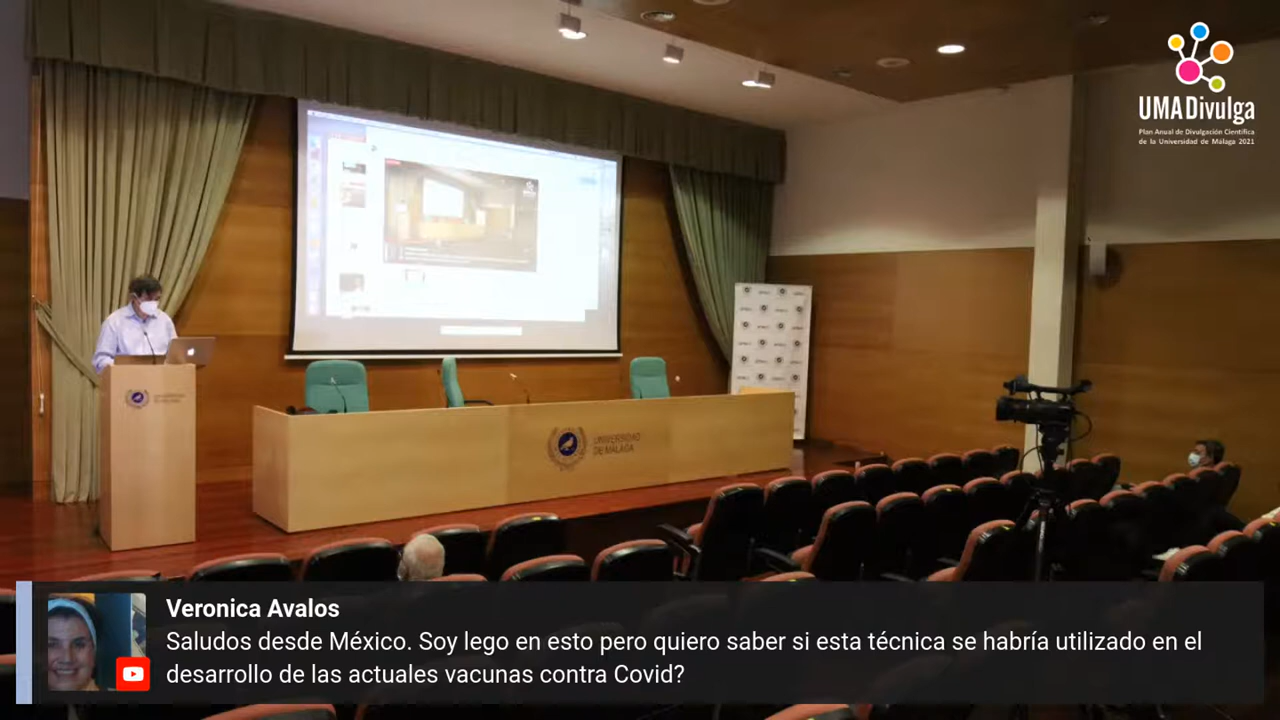 UMADivulga
Plan Anual de Divulgación Científica
de la Universidad de Málaga 2021
UNIVERSIDAD
DE MÁLAGA
Veronica Avalos
Saludos desde México. Soy lego en esto pero quiero saber si esta técnica se habría utilizado en el
desarrollo de las actuales vacunas contra Covid?